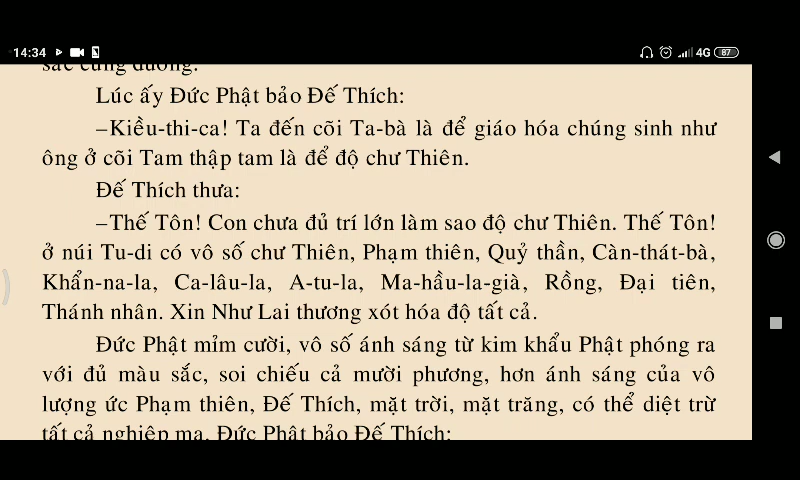 14:34
4G 87
sắc cúng dường.
Lúc ấy Đức Phật bảo Đế Thích:
–Kiều-thi-ca! Ta đến cõi Ta-bà là để giáo hóa chúng sinh như
ông ở cõi Tam thập tam là để độ chư Thiên.
Đế Thích thưa:
–Thế Tôn! Con chưa đủ trí lớn làm sao độ chư Thiên. Thế Tôn!
ở núi Tu-di có vô số chư Thiên, Phạm thiên, Quỷ thần, Càn-thát-bà,
Khẩn-na-la, Ca-lâu-la, A-tu-la, Ma-hầu-la-già, Rồng, Đại tiên,
Thánh nhân. Xin Như Lai thương xót hóa độ tất cả.
Đức Phật mỉm cười, vô số ánh sáng từ kim khẩu Phật phóng ra
với đủ màu sắc, soi chiếu cả mười phương, hơn ánh sáng của vô
lượng ức Phạm thiên, Đế Thích, mặt trời, mặt trăng, có thể diệt trừ
tất cả nghiệp ma. Đức Phật bảo Đế Thích: